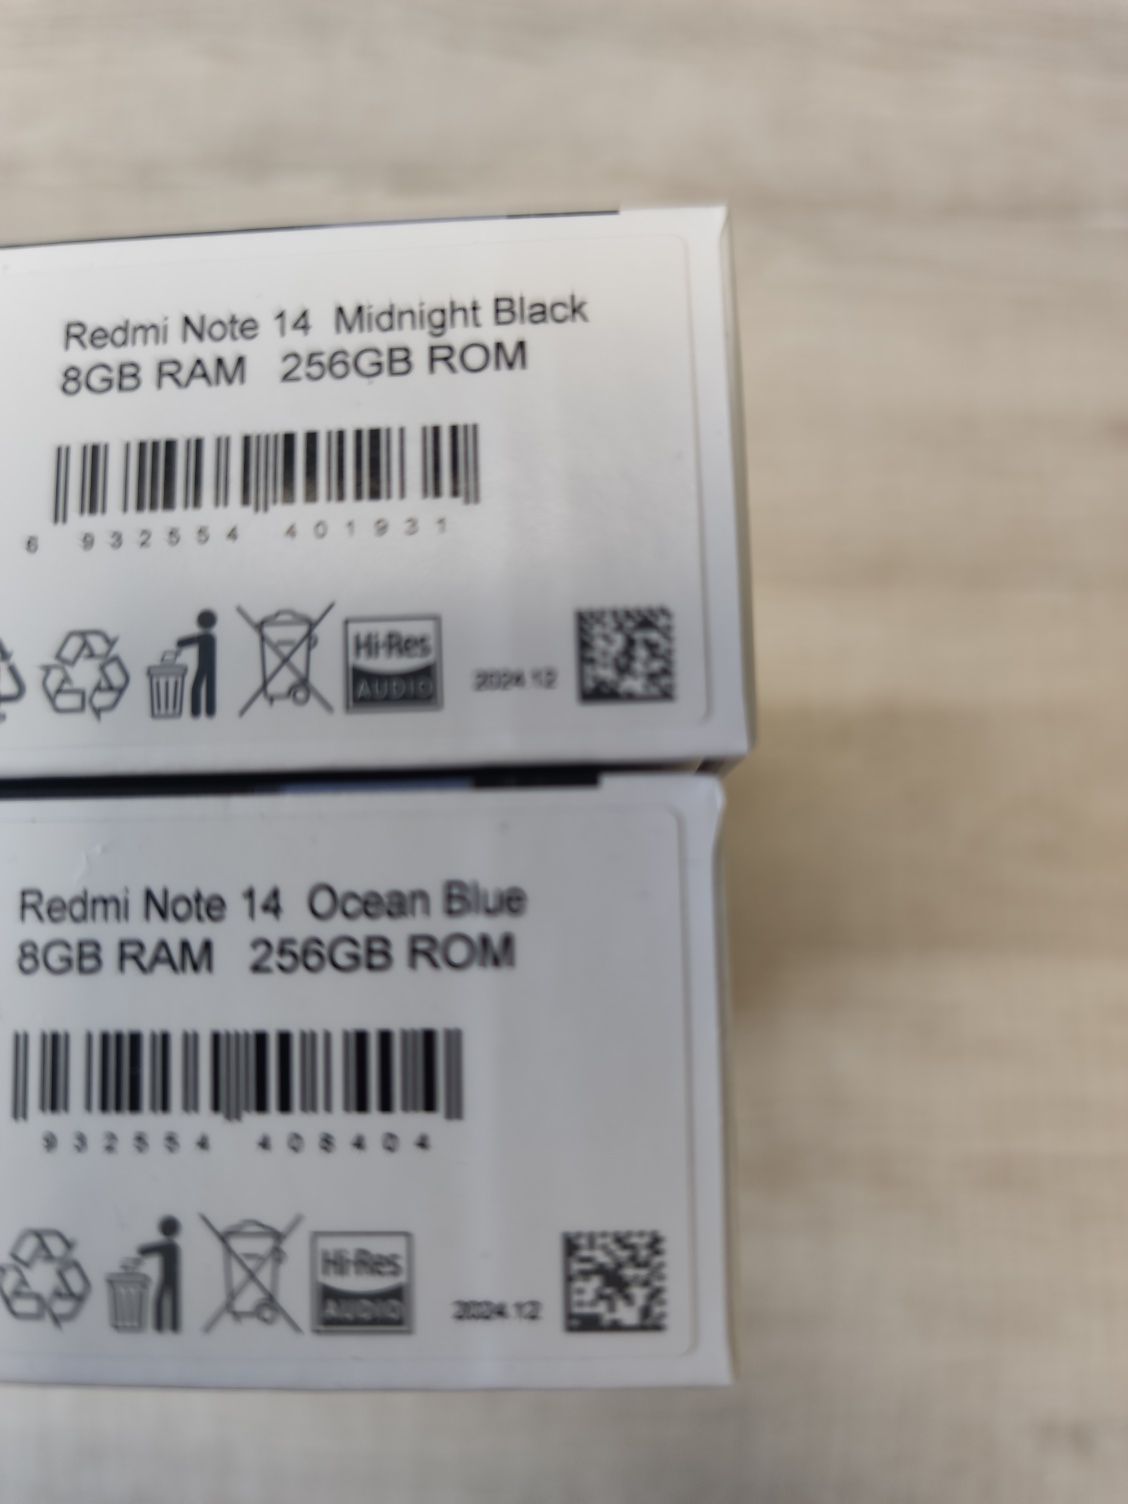 Redmi Note 14 Midnight Black
8GB RAM 256GB ROM
6 932554 401931
Hi-Res
AUDIO
2024.12
Redmi Note 14 Ocean Blue
8GB RAM 256GB ROM
932554 408404
Hi-Res
AUDIO
2024.12